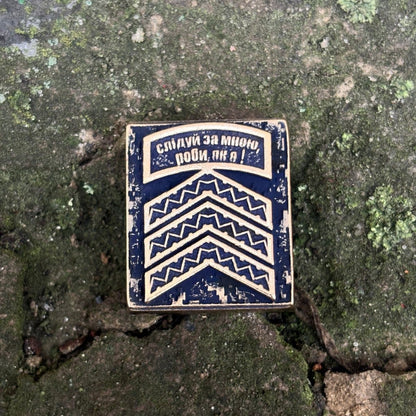 слідуй за мною,
роби, як я !